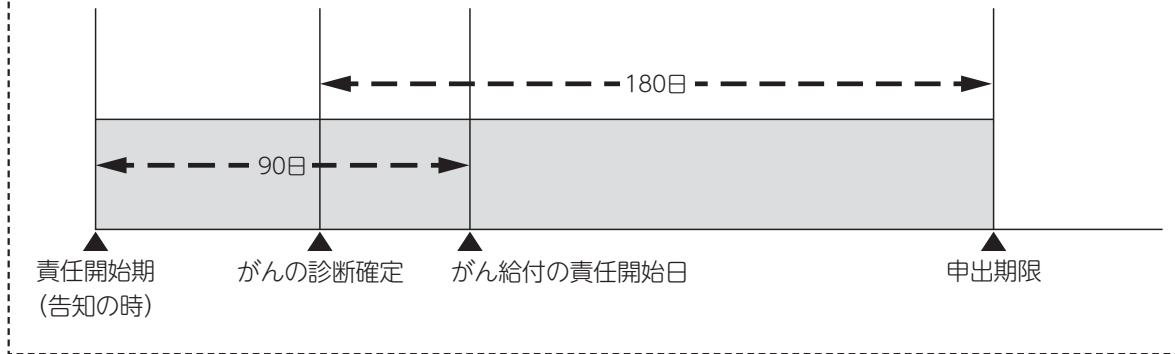 180日
90日
責任開始期
（告知の時）
がんの診断確定
がん給付の責任開始日
申出期限